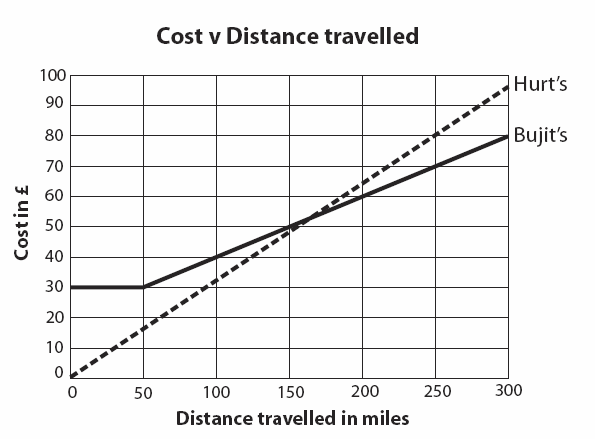 Cost v Distance travelled
100
90
80
70
60
50
40
30
20
10
0
Cost in £
Hurt's
Bujit's
0 50 100 150 200 250 300
Distance travelled in miles